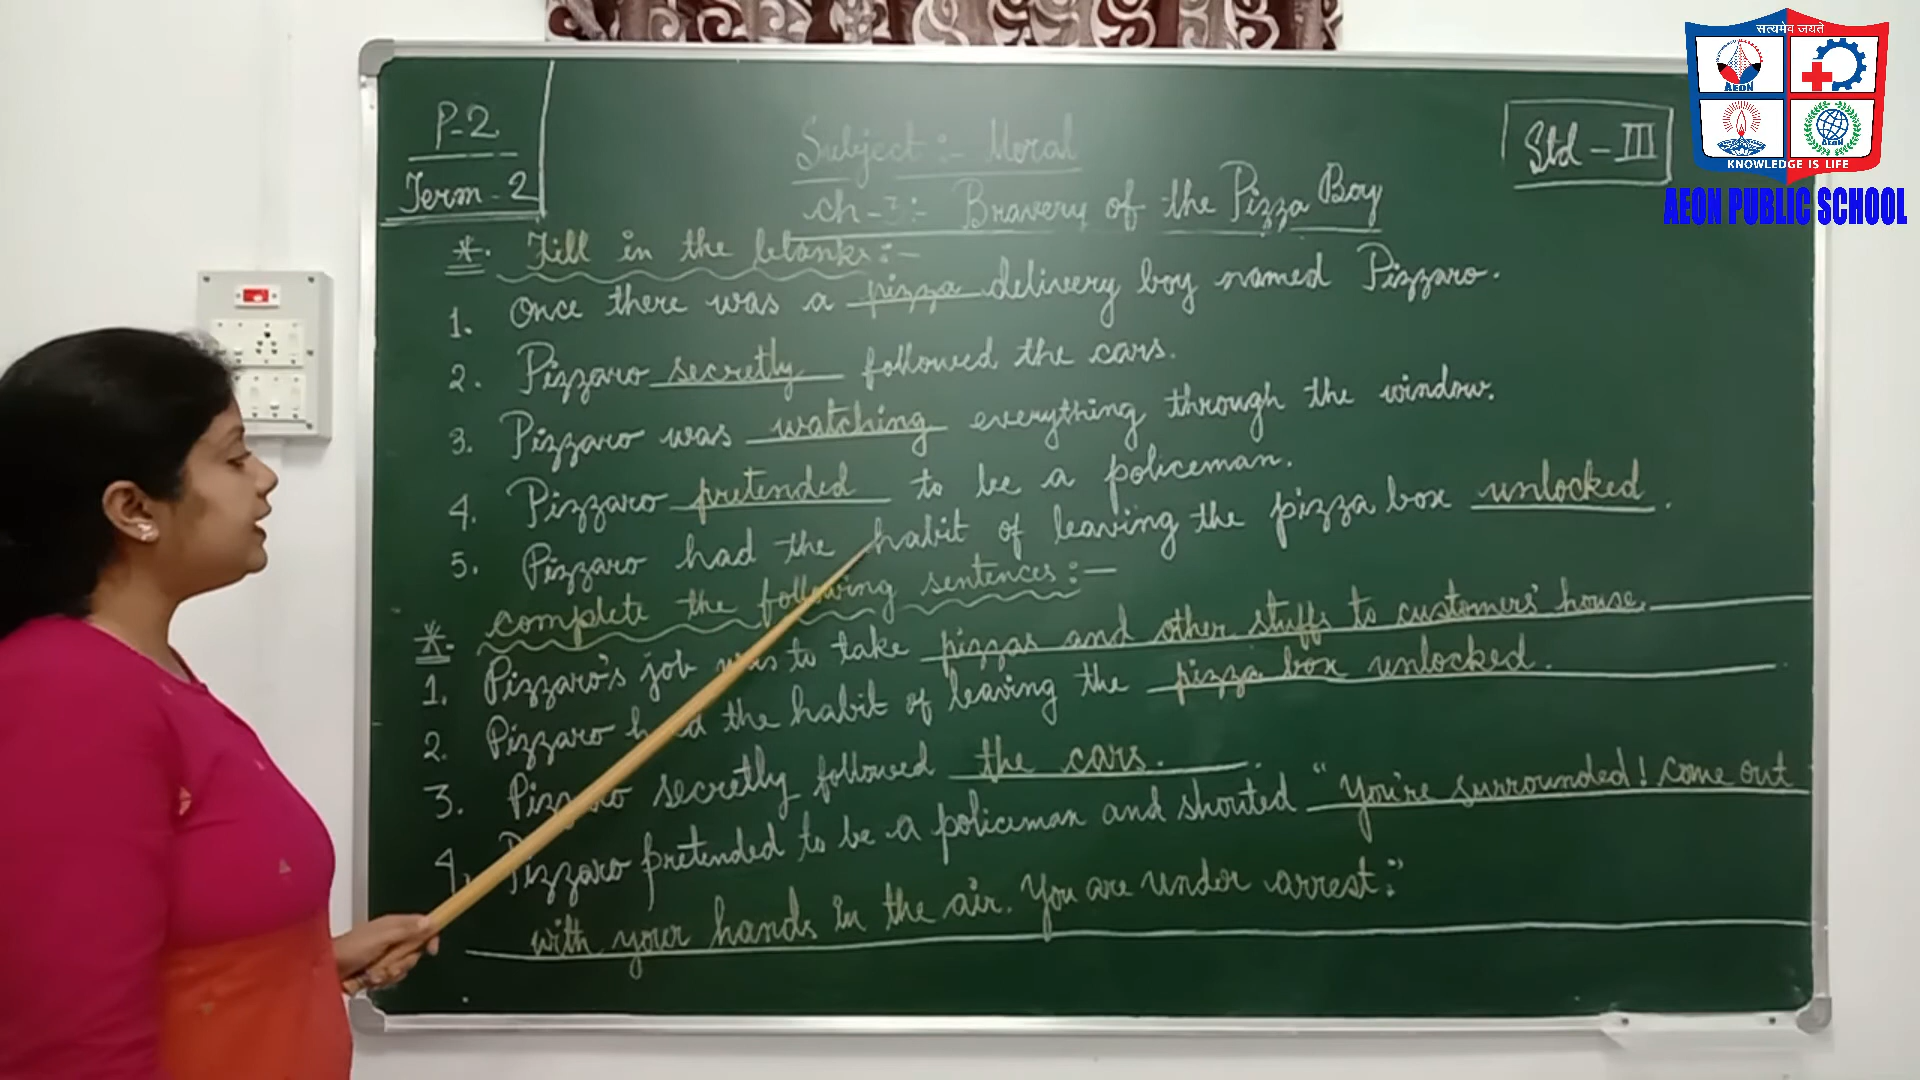 P-2
Term-2
Subject:- Moral
Std - III
ch-3:- Bravery of the Pizza Boy
*. Fill in the blanks:-
1. Once there was a pizza delivery boy named Pizzaro.
2. Pizzaro secretly followed the cars.
3. Pizzaro was watching everything through the window.
4. Pizzaro pretended to be a policeman.
5. Pizzaro had the habit of leaving the pizza box unlocked.
*. complete the following sentences:-
1. Pizzaro's job was to take pizzas and other stuffs to customers' house.
2. Pizzaro had the habit of leaving the pizza box unlocked.
3. Pizzaro secretly followed the cars.
4. Pizzaro pretended to be a policeman and shouted "You're surrounded! Come out
with your hands in the air. You are under arrest."
सत्यमेव जयते
AEON
AEON
KNOWLEDGE IS LIFE
AEON PUBLIC SCHOOL